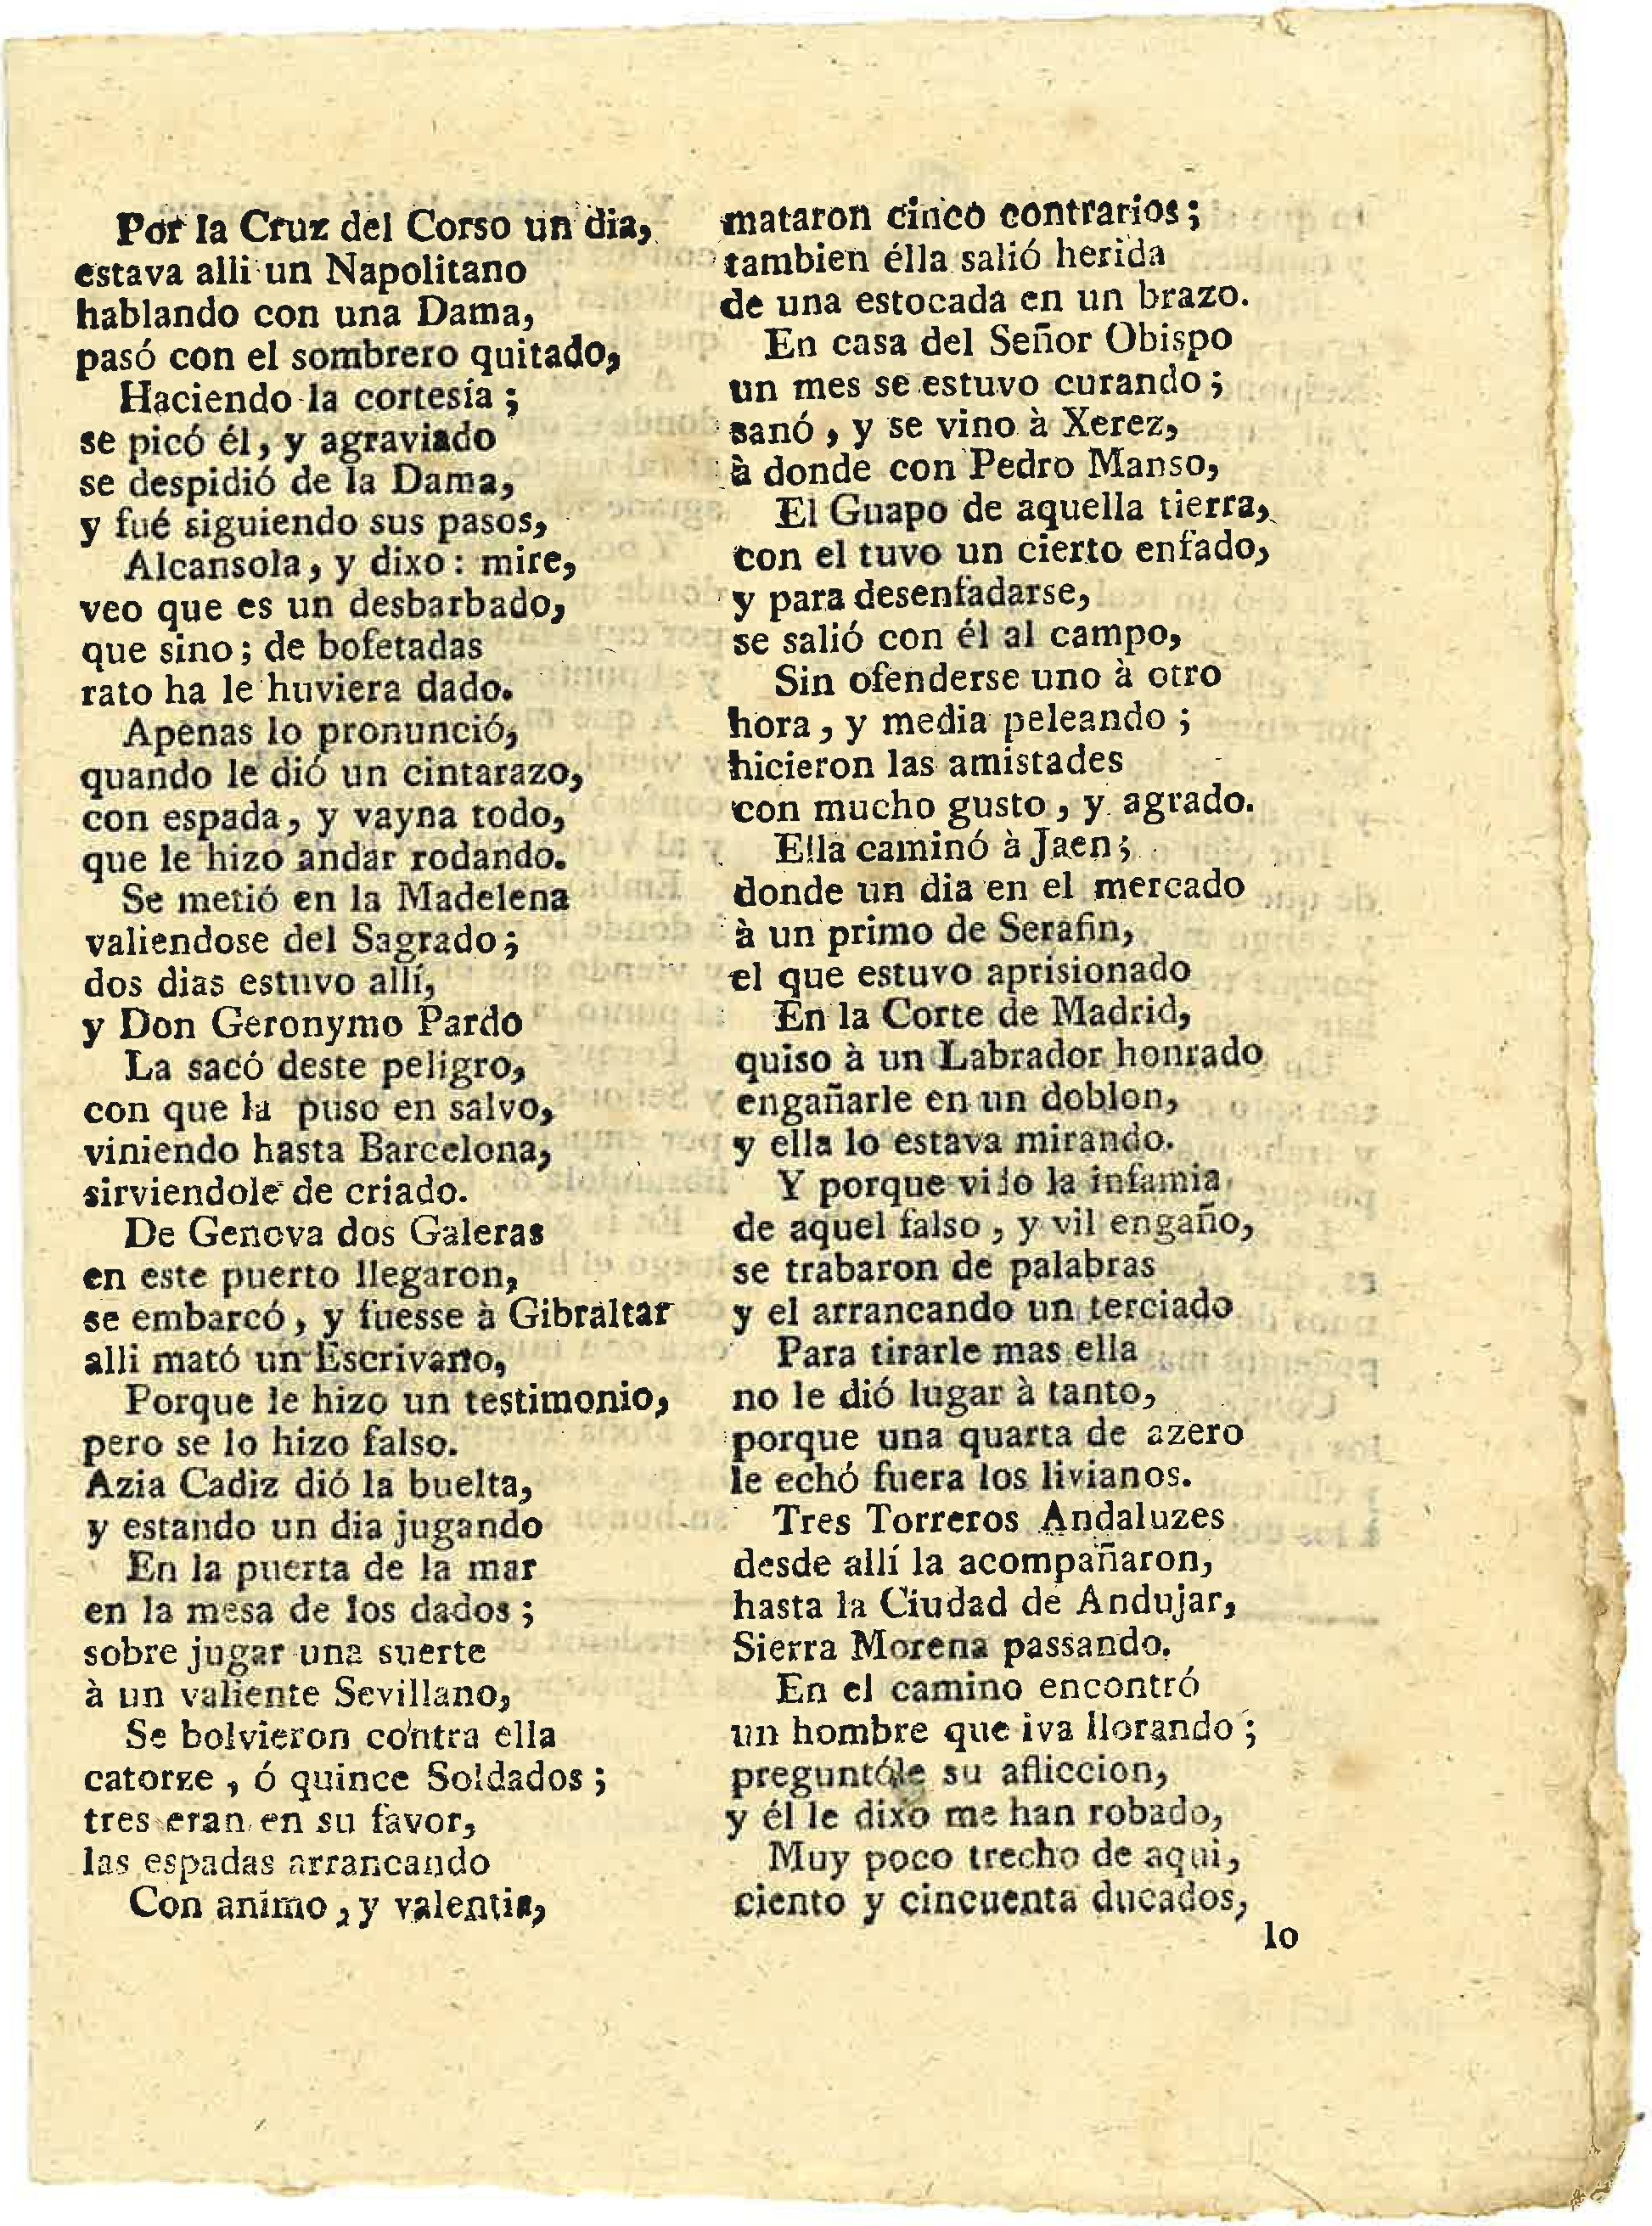 Por la Cruz del Corso un dia,
estava alli un Napolitano
hablando con una Dama,
pasó con el sombrero quitado,
Haciendo la cortesía ;
se picó él, y agraviado
se despidió de la Dama,
y fué siguiendo sus pasos,
Alcansola, y dixo : mire,
veo que es un desbarbado,
que sino ; de bofetadas
rato ha le huviera dado.
Apenas lo pronunció,
quando le dió un cintarazo,
con espada, y vayna todo,
que le hizo andar rodando.
Se metió en la Madelena
valiendose del Sagrado ;
dos dias estuvo allí,
y Don Geronymo Pardo
La sacó deste peligro,
con que la puso en salvo,
viniendo hasta Barcelona,
sirviendole de criado.
De Genova dos Galeras
en este puerto llegaron,
se embarcó, y fuesse à Gibraltar
alli mató un Escrivano,
Porque le hizo un testimonio,
pero se lo hizo falso.
Azia Cadiz dió la buelta,
y estando un dia jugando
En la puerta de la mar
en la mesa de los dados ;
sobre jugar una suerte
à un valiente Sevillano,
Se bolvieron contra ella
catorze , ó quince Soldados ;
tres eran en su favor,
las espadas arrancando
Con animo , y valentia,
mataron cinco contrarios ;
tambien élla salió herida
de una estocada en un brazo.
En casa del Señor Obispo
un mes se estuvo curando ;
sanó , y se vino à Xerez,
à donde con Pedro Manso,
El Guapo de aquella tierra,
con el tuvo un cierto enfado,
y para desenfadarse,
se salió con él al campo,
Sin ofenderse uno à otro
hora , y media peleando ;
hicieron las amistades
con mucho gusto , y agrado.
Ella caminó à Jaen ;
donde un dia en el mercado
à un primo de Serafin,
el que estuvo aprisionado
En la Corte de Madrid,
quiso à un Labrador honrado
engañarle en un doblon,
y ella lo estava mirando.
Y porque vido la infamia
de aquel falso , y vil engaño,
se trabaron de palabras
y el arrancando un terciado
Para tirarle mas ella
no le dió lugar à tanto,
porque una quarta de azero
le echó fuera los livianos.
Tres Torreros Andaluzes
desde allí la acompañaron,
hasta la Ciudad de Andujar,
Sierra Morena passando.
En el camino encontró
un hombre que iva llorando ;
preguntóle su afliccion,
y él le dixo me han robado,
Muy poco trecho de aqui,
ciento y cincuenta ducados,
lo